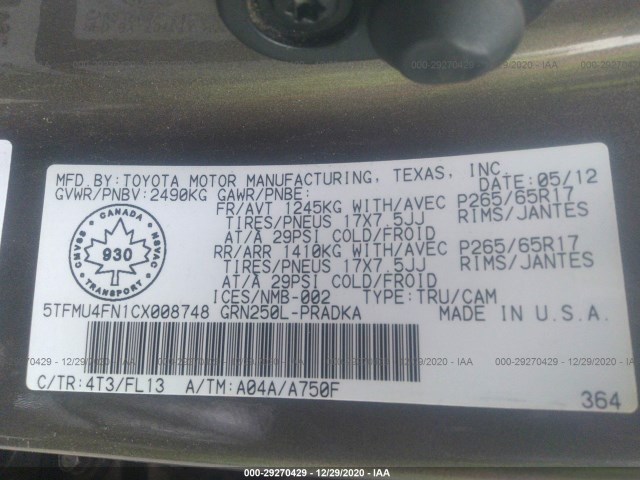 000-29270429 - 12/29/2020 - IAA
MFD.BY:TOYOTA MOTOR MANUFACTURING, TEXAS, INC.
GVWR/PNBV:2490KG GAWR/PNBE: DATE:05/12
FR/AVT 1245KG WITH/AVEC P265/65R17
TIRES/PNEUS 17X7.5JJ RIMS/JANTES
AT/A 29PSI COLD/FROID
RR/ARR 1410KG WITH/AVEC P265/65R17
TIRES/PNEUS 17X7.5JJ RIMS/JANTES
AT/A 29PSI COLD/FROID
ICES/NMB-002 TYPE:TRU/CAM
CANADA
CMVSS 930 NSVAC
TRANSPORT
5TFMU4FN1CX008748 GRN250L-PRADKA MADE IN U.S.A.
C/TR:4T3/FL13 A/TM:A04A/A750F
364
000-29270429 - 12/29/2020 - IAA